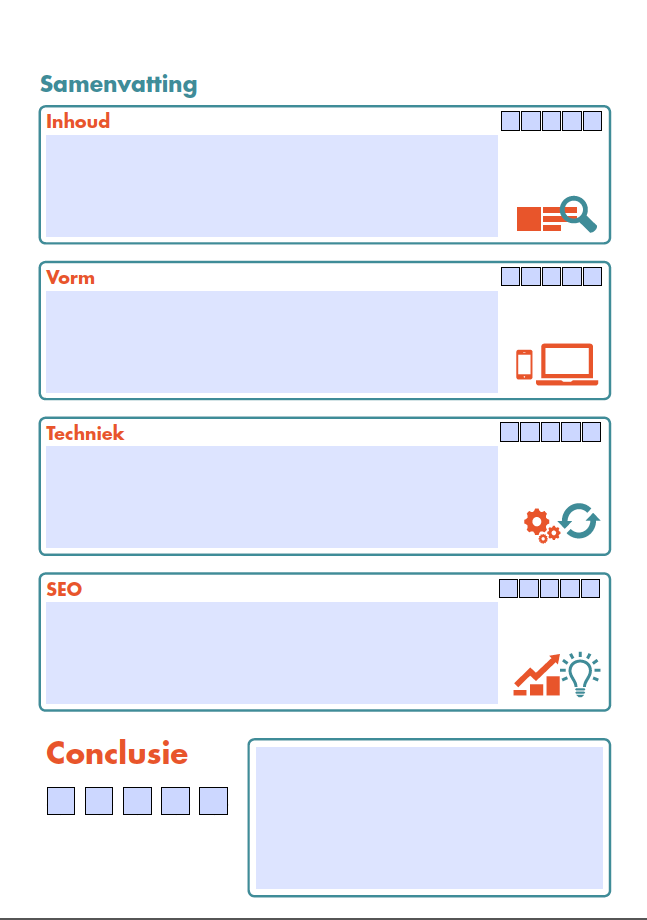 Samenvatting
Inhoud
Vorm
Techniek
SEO
Conclusie